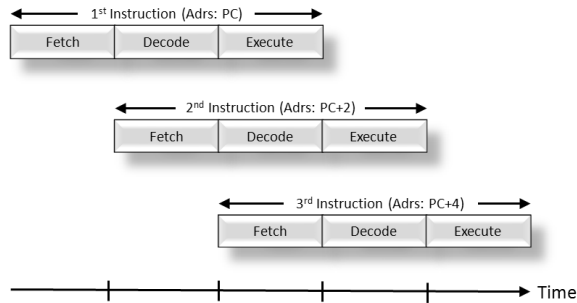 1st Instruction (Adrs: PC)
Fetch Decode Execute
2nd Instruction (Adrs: PC+2)
Fetch Decode Execute
3rd Instruction (Adrs: PC+4)
Fetch Decode Execute
Time